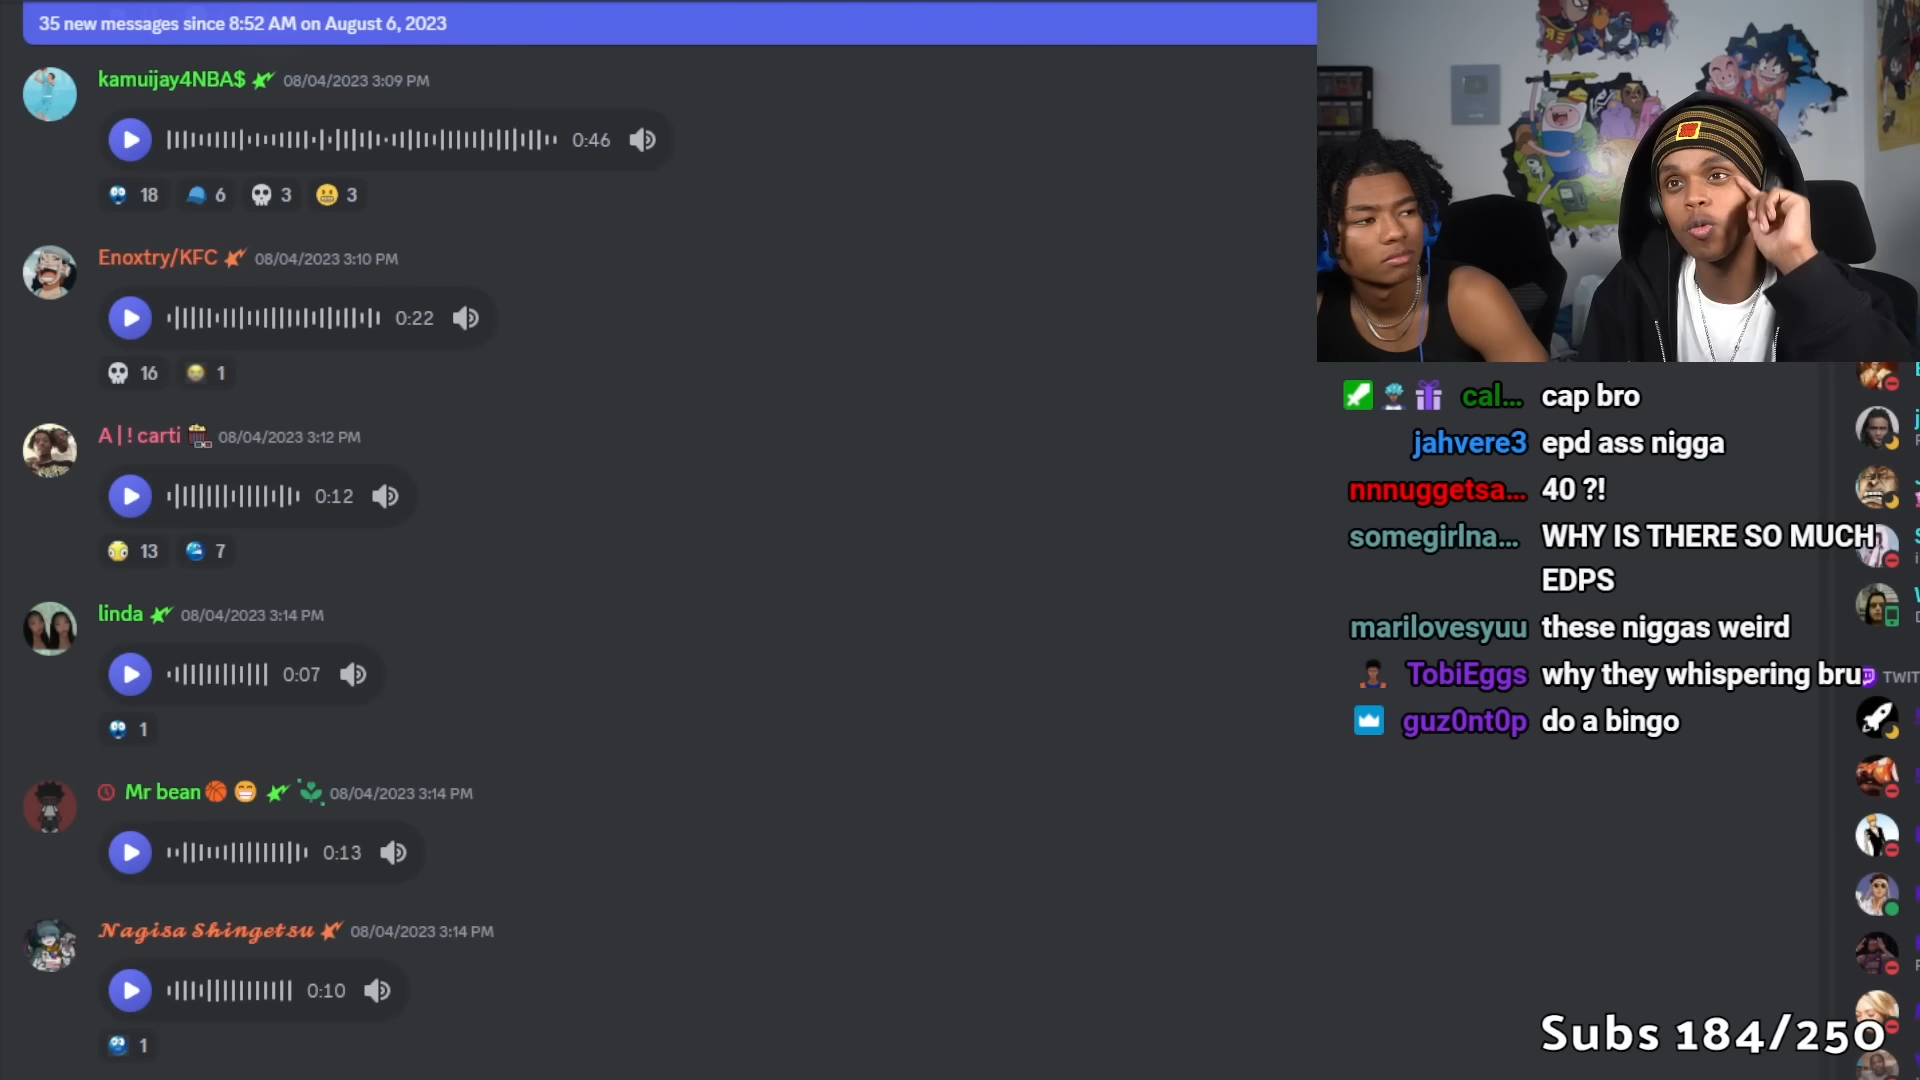 35 new messages since 8:52 AM on August 6, 2023
kamuijay4NBA$ 08/04/2023 3:09 PM
0:46
18 6 3 3
Enoxtry/KFC 08/04/2023 3:10 PM
0:22
16 1
A | ! carti 08/04/2023 3:12 PM
0:12
13 7
linda 08/04/2023 3:14 PM
0:07
1
Mr bean 08/04/2023 3:14 PM
0:13
Nagisa Shingetsu 08/04/2023 3:14 PM
0:10
1
cal... cap bro
jahvere3 epd ass nigga
nnnuggetsa... 40 ?!
somegirlna... WHY IS THERE SO MUCH
EDPS
marilovesyuu these niggas weird
TobiEggs why they whispering bru
guz0nt0p do a bingo
TWIT
Subs 184/250